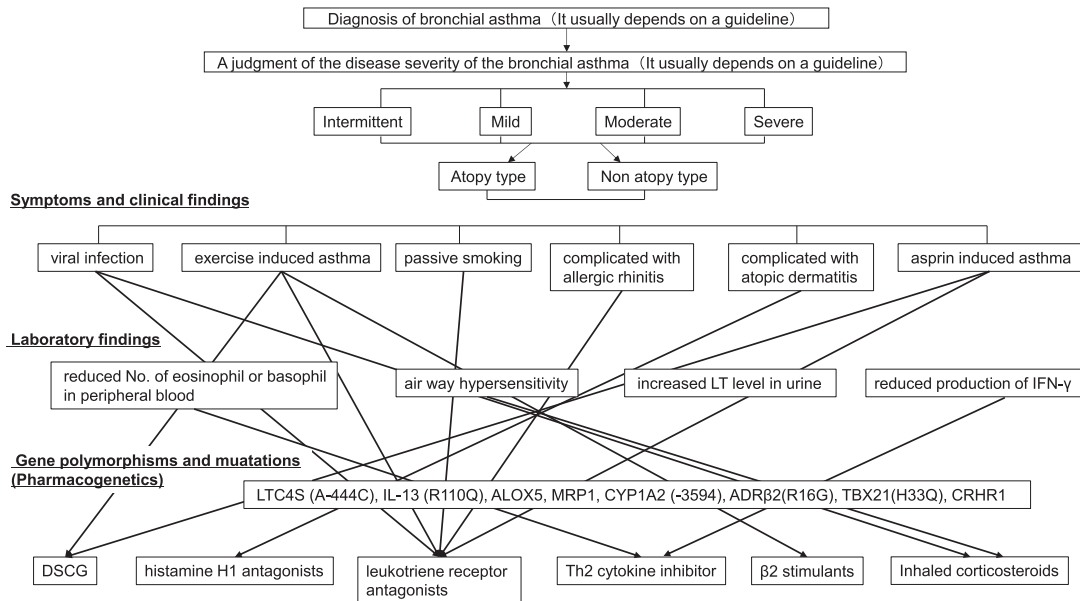 Diagnosis of bronchial asthma（It usually depends on a guideline）
A judgment of the disease severity of the bronchial asthma（It usually depends on a guideline）
Intermittent
Mild
Moderate
Severe
Atopy type
Non atopy type
Symptoms and clinical findings
viral infection
exercise induced asthma
passive smoking
complicated with
allergic rhinitis
complicated with
atopic dermatitis
asprin induced asthma
Laboratory findings
reduced No. of eosinophil or basophil
in peripheral blood
air way hypersensitivity
increased LT level in urine
reduced production of IFN-γ
Gene polymorphisms and muatations
(Pharmacogenetics)
LTC4S (A-444C), IL-13 (R110Q), ALOX5, MRP1, CYP1A2 (-3594), ADRβ2(R16G), TBX21(H33Q), CRHR1
DSCG
histamine H1 antagonists
leukotriene receptor
antagonists
Th2 cytokine inhibitor
β2 stimulants
Inhaled corticosteroids